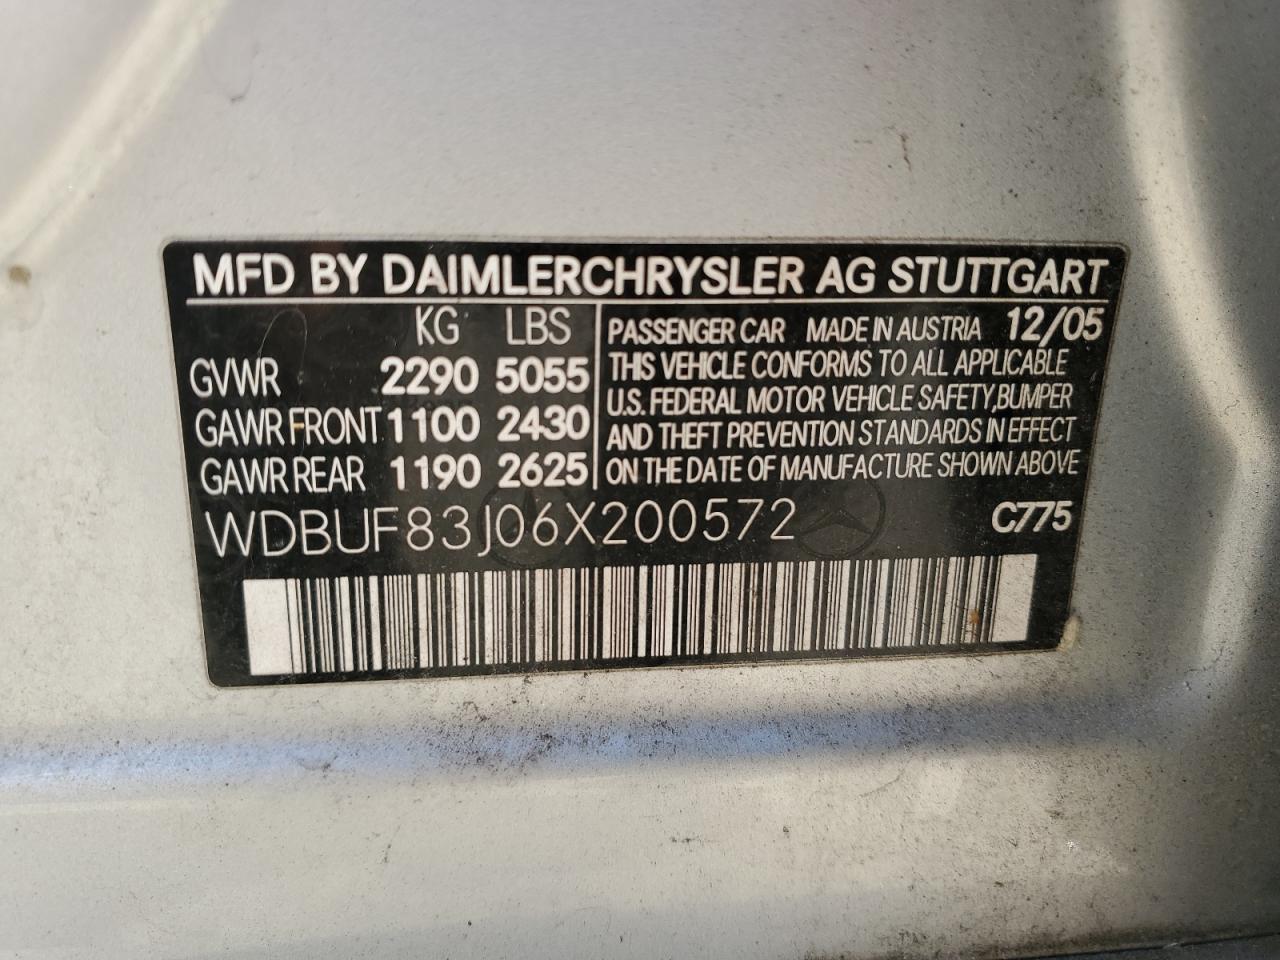 MFD BY DAIMLERCHRYSLER AG STUTTGART
KG LBS
GVWR 2290 5055
GAWR FRONT 1100 2430
GAWR REAR 1190 2625
PASSENGER CAR MADE IN AUSTRIA 12/05
THIS VEHICLE CONFORMS TO ALL APPLICABLE
U.S. FEDERAL MOTOR VEHICLE SAFETY, BUMPER
AND THEFT PREVENTION STANDARDS IN EFFECT
ON THE DATE OF MANUFACTURE SHOWN ABOVE
WDBUF83J06X200572 C775